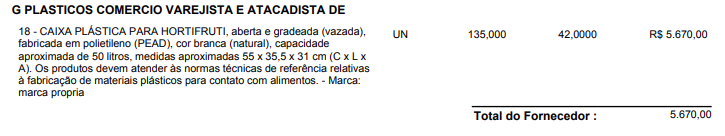 G PLASTICOS COMERCIO VAREJISTA E ATACADISTA DE
18 - CAIXA PLÁSTICA PARA HORTIFRUTI, aberta e gradeada (vazada), UN 135,000 42,0000 R$ 5.670,00
fabricada em polietileno (PEAD), cor branca (natural), capacidade
aproximada de 50 litros, medidas aproximadas 55 x 35,5 x 31 cm (C x L x
A). Os produtos devem atender às normas técnicas de referência relativas
à fabricação de materiais plásticos para contato com alimentos. - Marca:
marca propria
Total do Fornecedor : 5.670,00